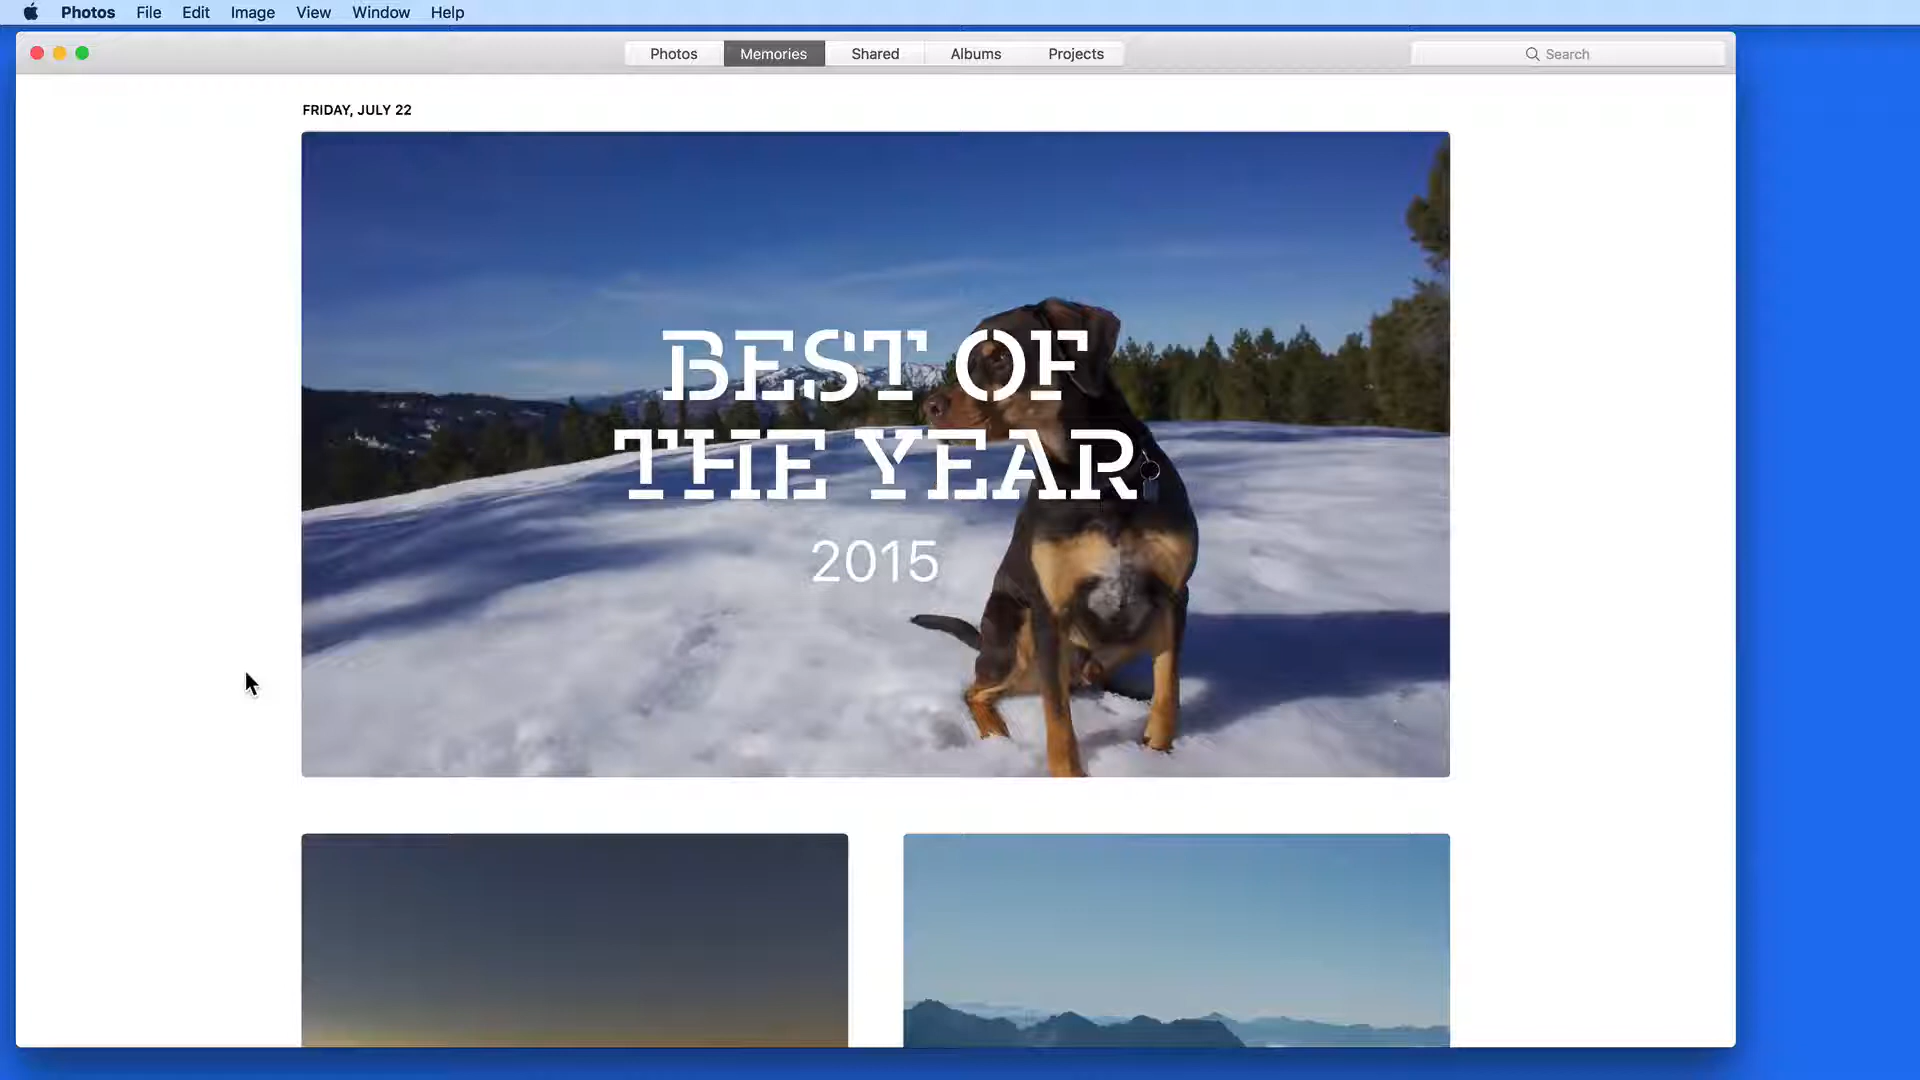 Photos File Edit Image View Window Help
Photos Memories Shared Albums Projects Search
FRIDAY, JULY 22
BEST OF
THE YEAR
2015